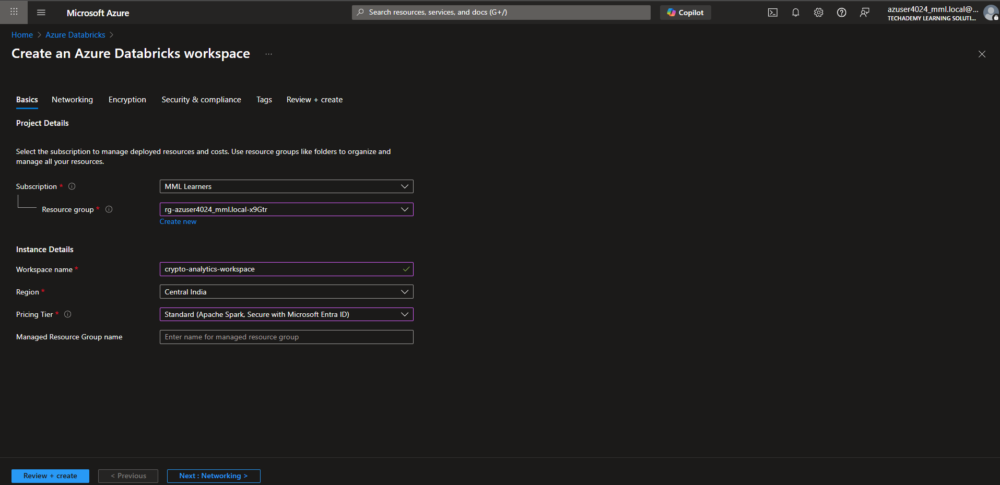 Microsoft Azure
Search resources, services, and docs (G+/)
Copilot
azuser4024_mml.local@...
TECHADEMY LEARNING SOLUTI...
Home > Azure Databricks >
Create an Azure Databricks workspace ...
Basics Networking Encryption Security & compliance Tags Review + create
Project Details
Select the subscription to manage deployed resources and costs. Use resource groups like folders to organize and
manage all your resources.
Subscription * MML Learners
Resource group * rg-azuser4024_mml.local-x9Gtr
Create new
Instance Details
Workspace name * crypto-analytics-workspace
Region * Central India
Pricing Tier * Standard (Apache Spark, Secure with Microsoft Entra ID)
Managed Resource Group name Enter name for managed resource group
Review + create < Previous Next : Networking >